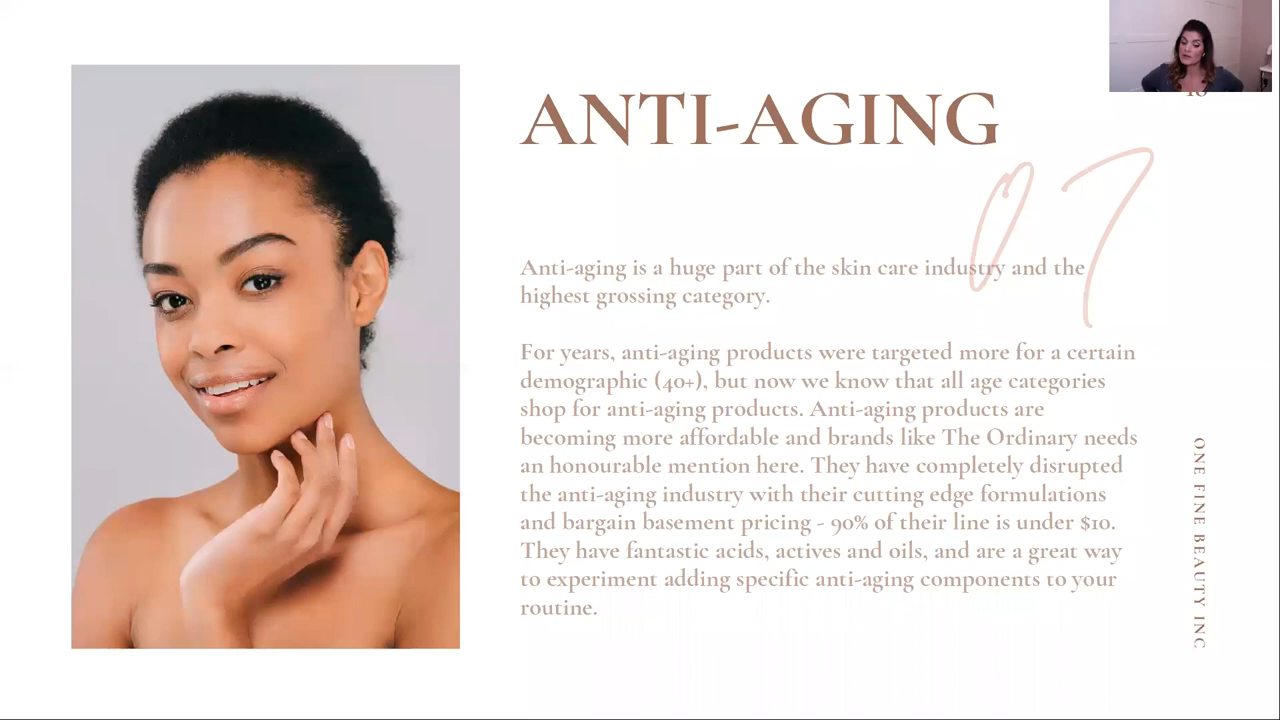 ANTI-AGING
07
Anti-aging is a huge part of the skin care industry and the
highest grossing category.
For years, anti-aging products were targeted more for a certain
demographic (40+), but now we know that all age categories
shop for anti-aging products. Anti-aging products are
becoming more affordable and brands like The Ordinary needs
an honourable mention here. They have completely disrupted
the anti-aging industry with their cutting edge formulations
and bargain basement pricing - 90% of their line is under $10.
They have fantastic acids, actives and oils, and are a great way
to experiment adding specific anti-aging components to your
routine.
ONE FINE BEAUTY INC